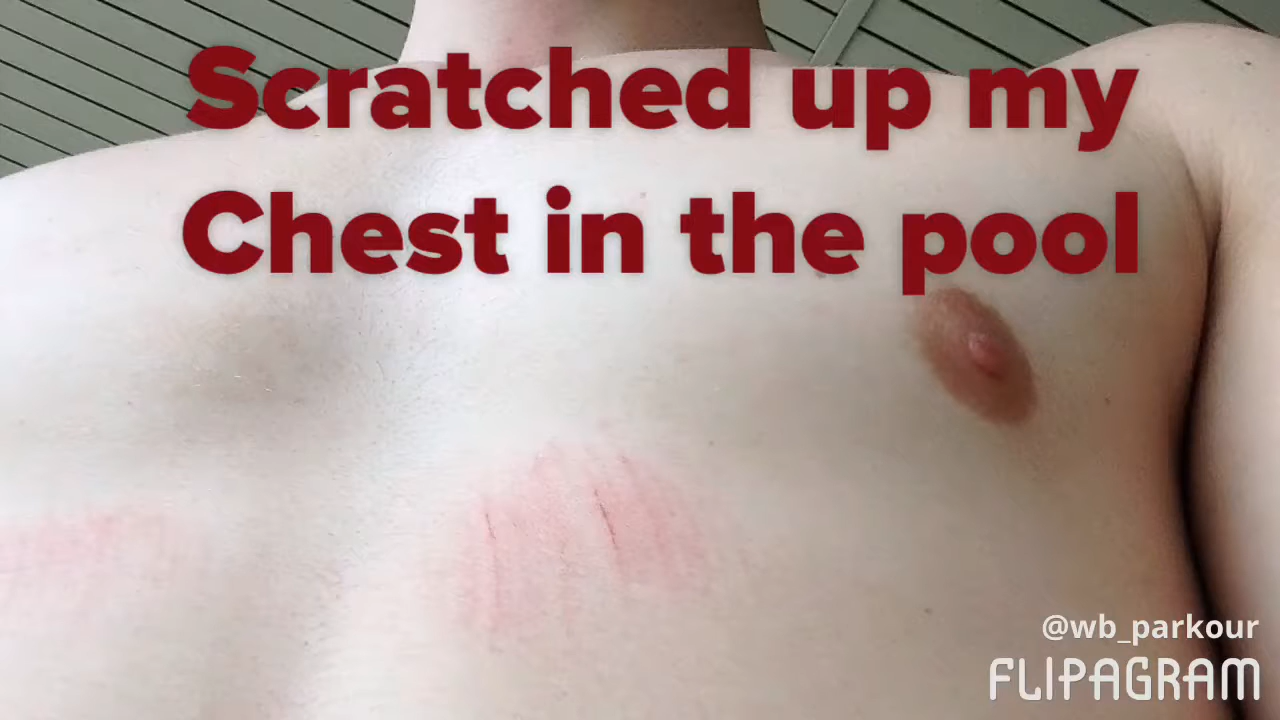 Scratched up my
Chest in the pool
@wb_parkour
FLIPAGRAM